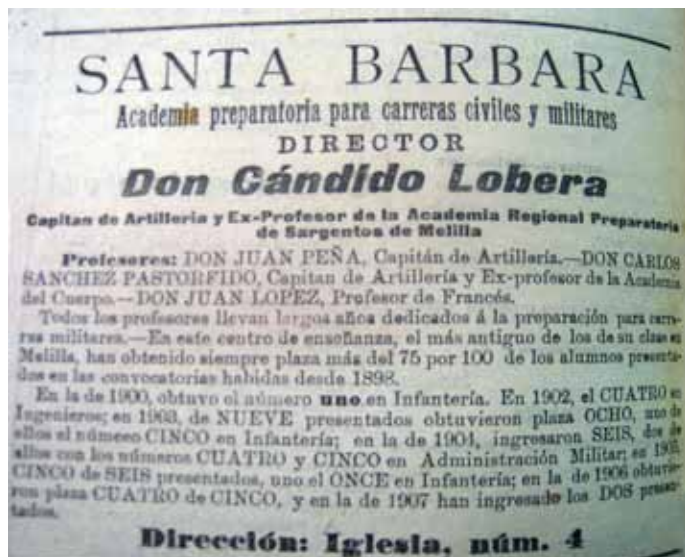 SANTA BARBARA
Academia preparatoria para carreras civiles y militares
DIRECTOR
Don Cándido Lobera
Capitan de Artilleria y Ex-Profesor de la Academia Regional Preparatoria
de Sargentos de Melilla
Profesores: DON JUAN PEÑA, Capitán de Artillería.—DON CARLOS
SANCHEZ PASTORFIDO, Capitan de Artillería y Ex-profesor de la Academia
del Cuerpo.—DON JUAN LOPEZ, Profesor de Francés.
Todos los profesores llevan largos años dedicados á la preparación para carre-
ras militares.—En este centro de enseñanza, el más antiguo de los de su clase en
Melilla, han obtenido siempre plaza más del 75 por 100 de los alumnos presenta-
dos en las convocatorias habidas desde 1898.
En la de 1900, obtuvo el número uno en Infantería. En 1902, el CUATRO en
Ingenieros; en 1903, de NUEVE presentados obtuvieron plaza OCHO, uno de
ellos el número CINCO en Infantería; en la de 1904, ingresaron SEIS, dos de
ellos con los números CUATRO y CINCO en Administración Militar; en 1905,
CINCO de SEIS presentados, uno el ONCE en Infantería; en la de 1906 obtuvie-
ron plaza CUATRO de CINCO, y en la de 1907 han ingresado los DOS presen-
tados.
Dirección: Iglesia, núm. 4